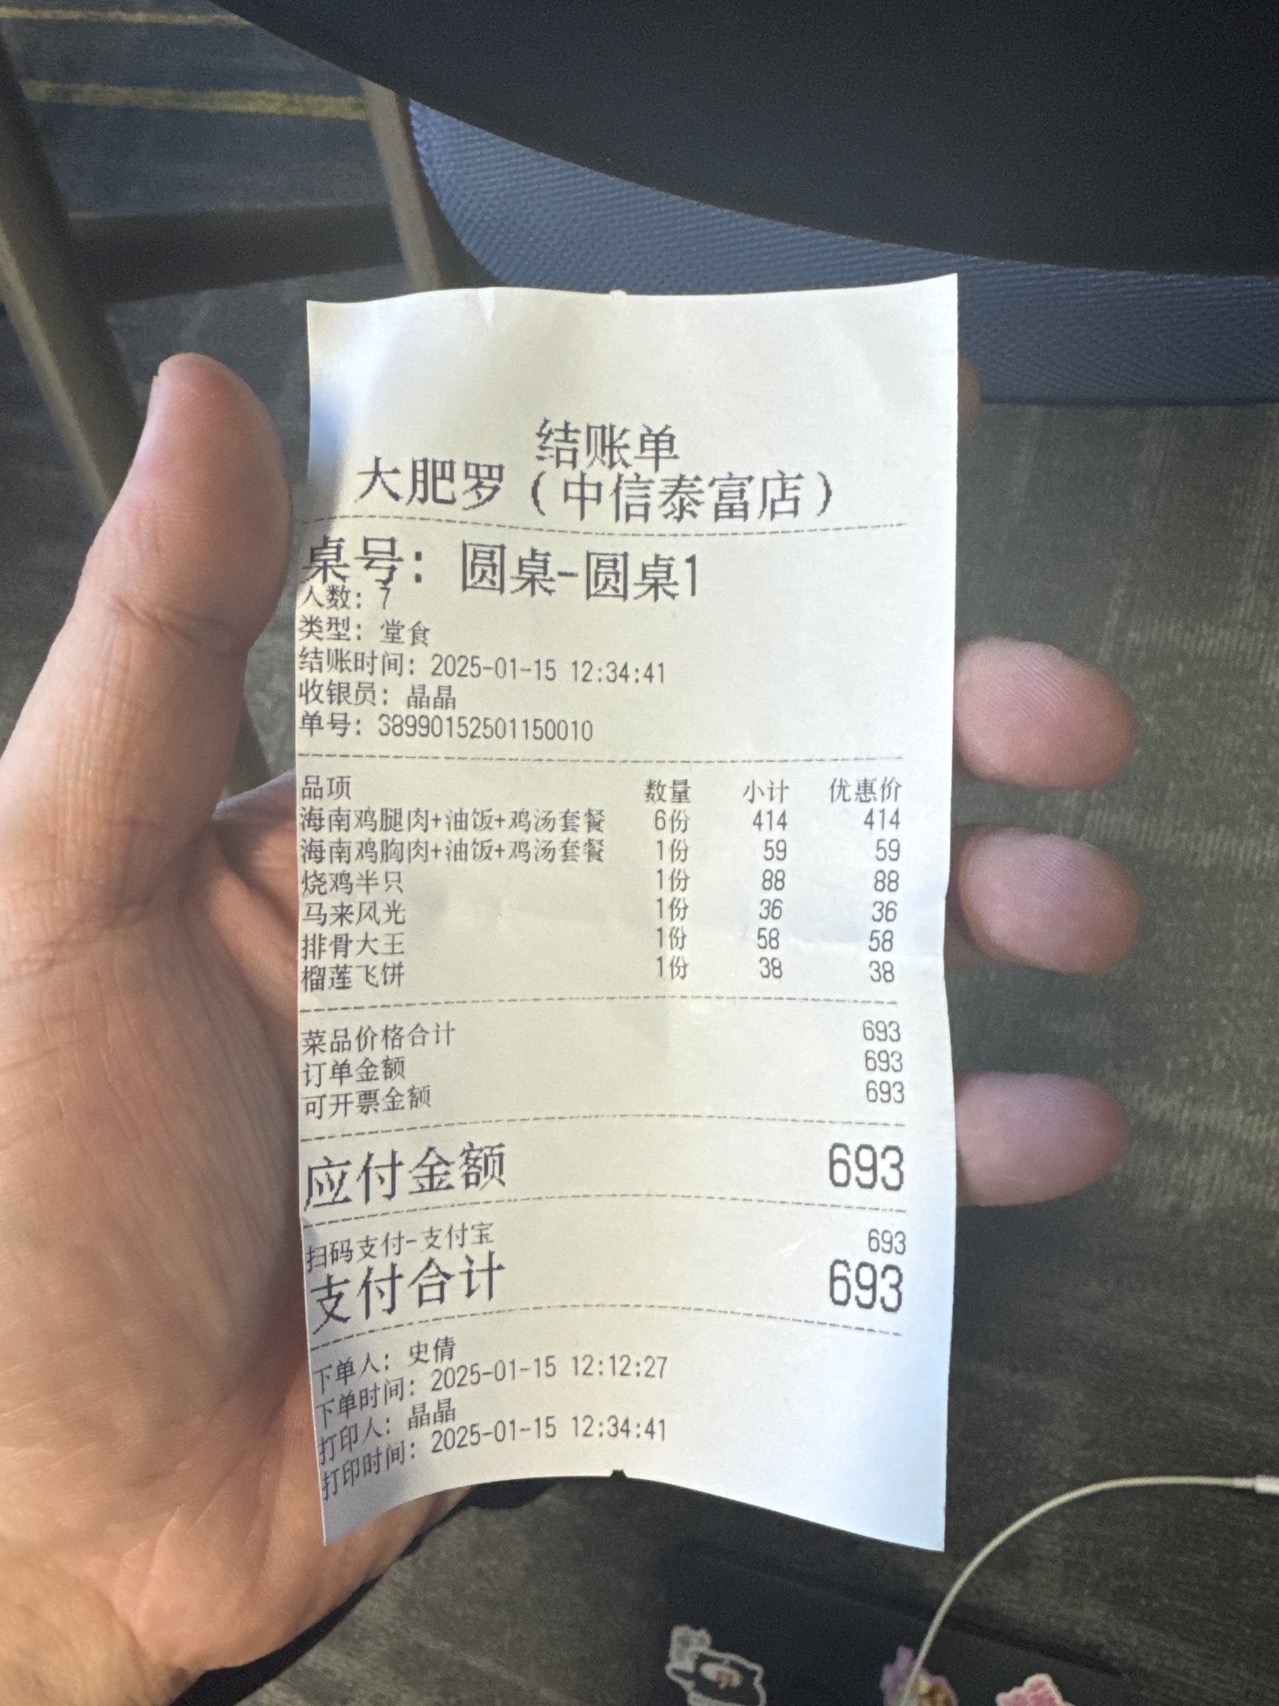 结账单
大肥罗（中信泰富店）
桌号：圆桌-圆桌1
人数：7
类型：堂食
结账时间：2025-01-15 12:34:41
收银员：晶晶
单号：38990152501150010
品项 数量 小计 优惠价
海南鸡腿肉+油饭+鸡汤套餐 6份 414 414
海南鸡胸肉+油饭+鸡汤套餐 1份 59 59
烧鸡半只 1份 88 88
马来风光 1份 36 36
排骨大王 1份 58 58
榴莲飞饼 1份 38 38
菜品价格合计 693
订单金额 693
可开票金额 693
应付金额 693
扫码支付-支付宝 693
支付合计 693
下单人：史倩
下单时间：2025-01-15 12:12:27
打印人：晶晶
打印时间：2025-01-15 12:34:41